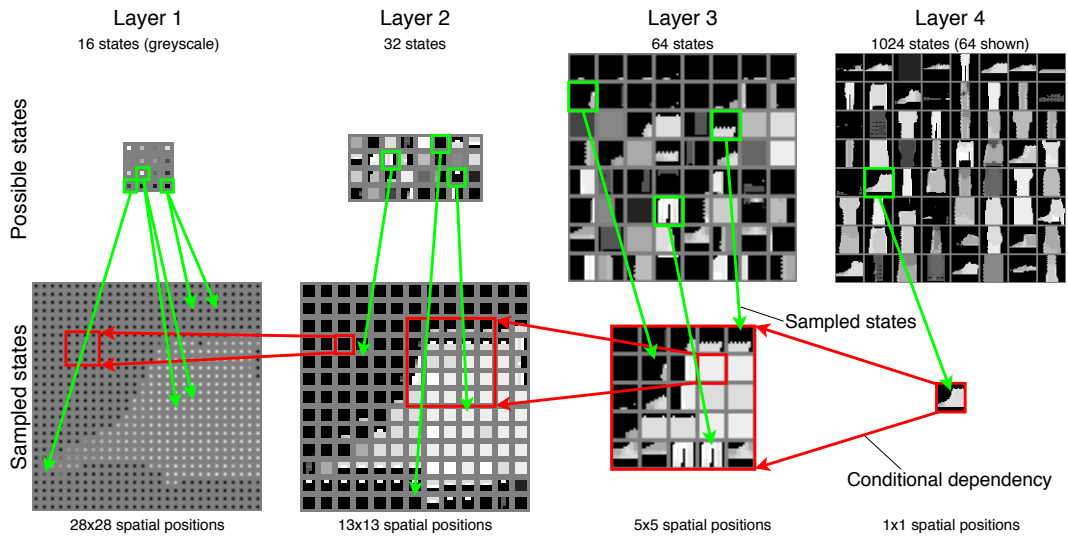 Layer 1
Layer 2
Layer 3
Layer 4
16 states (greyscale)
32 states
64 states
1024 states (64 shown)
Possible states
Sampled states
Sampled states
Conditional dependency
28x28 spatial positions
13x13 spatial positions
5x5 spatial positions
1x1 spatial positions